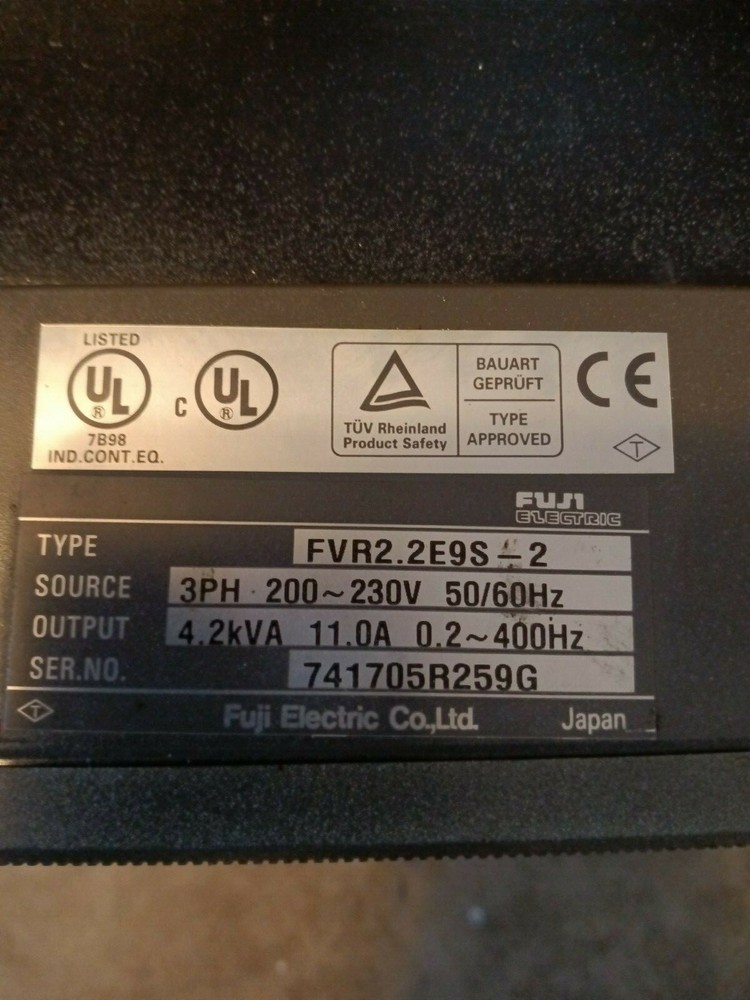 LISTED
UL ® C UL ®
7B98
IND.CONT.EQ.
TÜV Rheinland
Product Safety
BAUART
GEPRÜFT
TYPE
APPROVED
CE
T
FUJI
ELECTRIC
TYPE FVR2.2E9S-2
SOURCE 3PH 200~230V 50/60Hz
OUTPUT 4.2kVA 11.0A 0.2~400Hz
SER.NO. 741705R259G
T Fuji Electric Co.,Ltd. Japan